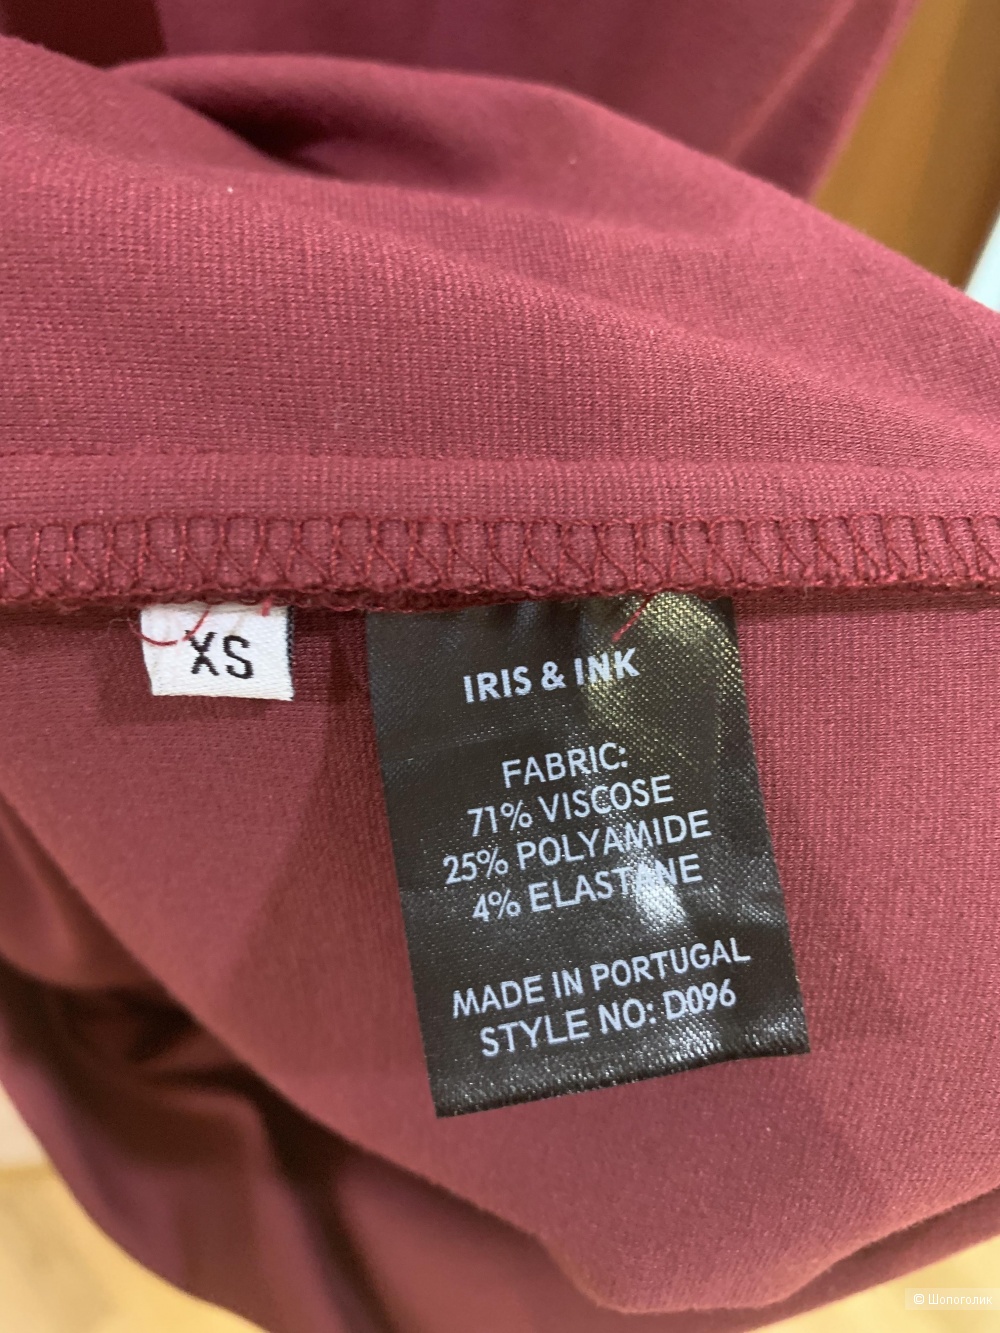 XS
IRIS & INK
FABRIC:
71% VISCOSE
25% POLYAMIDE
4% ELASTANE
MADE IN PORTUGAL
STYLE NO: D096
© Шопоголик